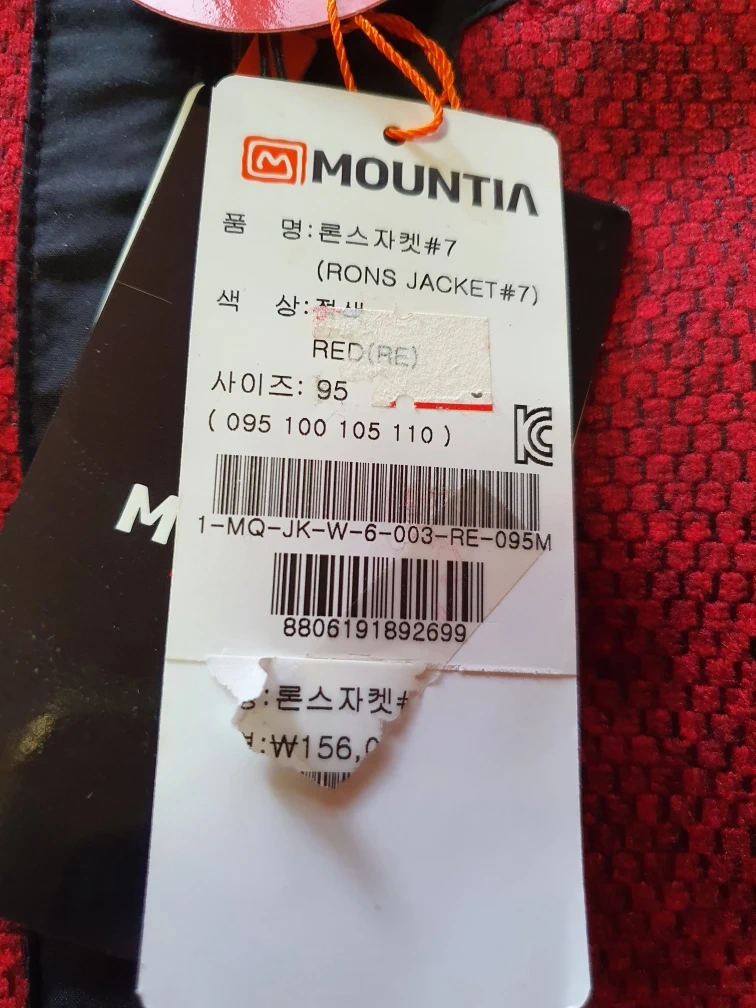 MOUNTIA
품 명:론스자켓#7
(RONS JACKET#7)
색 상:
RED(RE)
사이즈: 95
( 095 100 105 110 )
1-MQ-JK-W-6-003-RE-095M
8806191892699
:론스자켓#
:₩156,0
M